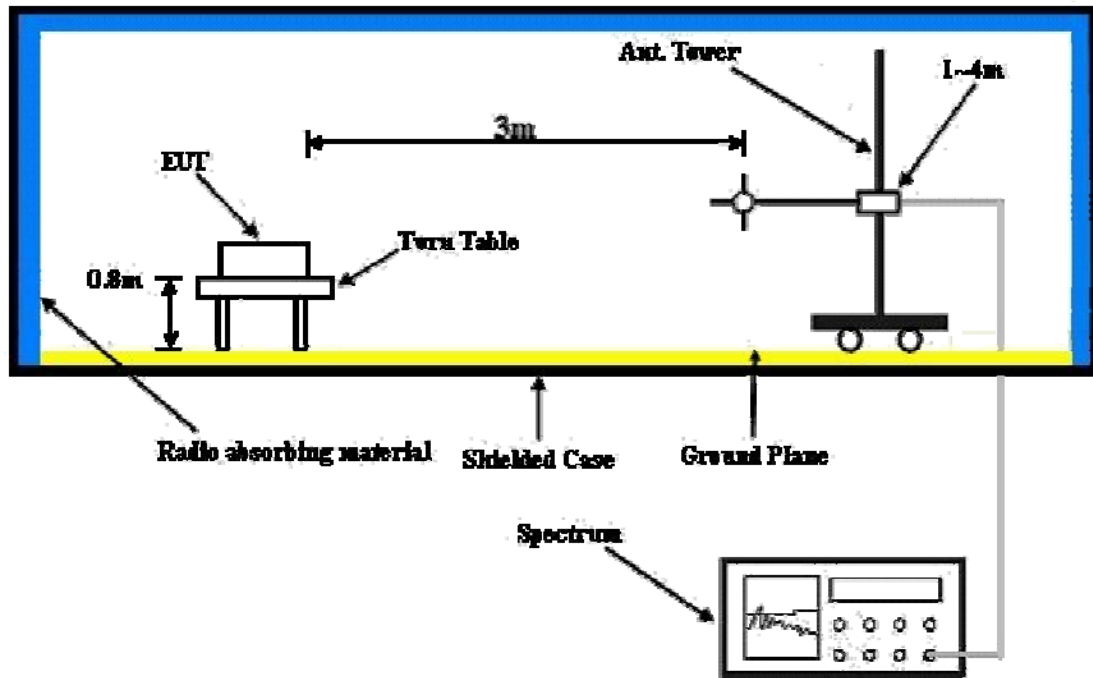 Ant. Tower
1~4m
3m
EUT
Turn Table
0.8m
Radio absorbing material
Shielded Case
Ground Plane
Spectrum